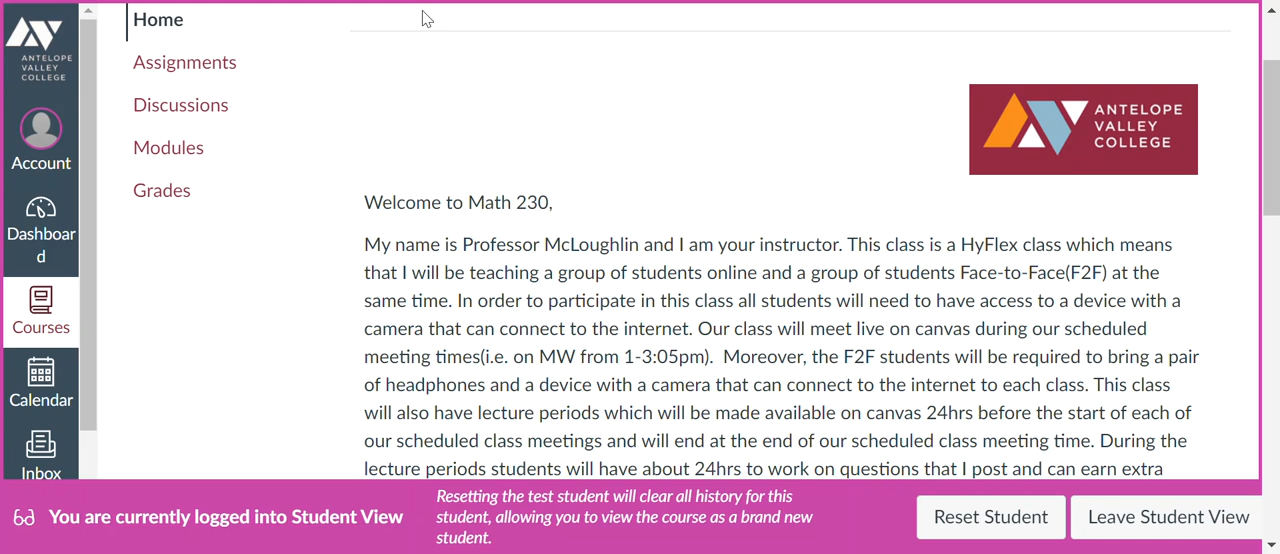 ANTELOPE
VALLEY
COLLEGE
Account
Dashboar
d
Courses
Calendar
Inbox
Home
Assignments
Discussions
Modules
Grades
ANTELOPE
VALLEY
COLLEGE
Welcome to Math 230,
My name is Professor McLoughlin and I am your instructor. This class is a HyFlex class which means
that I will be teaching a group of students online and a group of students Face-to-Face(F2F) at the
same time. In order to participate in this class all students will need to have access to a device with a
camera that can connect to the internet. Our class will meet live on canvas during our scheduled
meeting times(i.e. on MW from 1-3:05pm). Moreover, the F2F students will be required to bring a pair
of headphones and a device with a camera that can connect to the internet to each class. This class
will also have lecture periods which will be made available on canvas 24hrs before the start of each of
our scheduled class meetings and will end at the end of our scheduled class meeting time. During the
lecture periods students will have about 24hrs to work on questions that I post and can earn extra
You are currently logged into Student View
Resetting the test student will clear all history for this
student, allowing you to view the course as a brand new
student.
Reset Student
Leave Student View